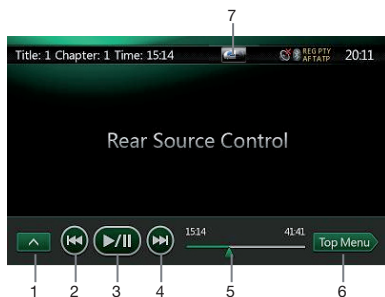 7
Title: 1 Chapter: 1 Time: 15:14 REG PTY AF TA TP 20:11
Rear Source Control
15:14 41:41
Top Menu
1 2 3 4 5 6